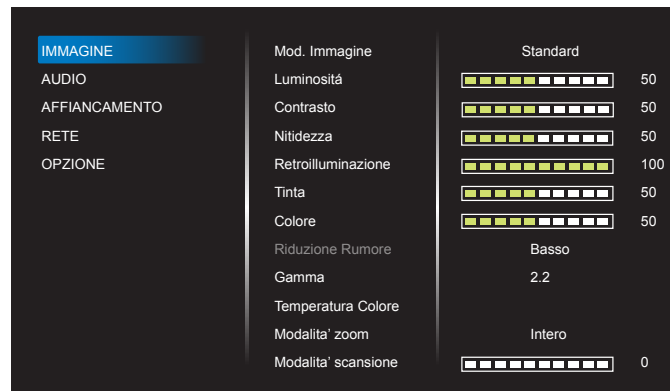 IMMAGINE
AUDIO
AFFIANCAMENTO
RETE
OPZIONE
Mod. Immagine Standard
Luminositá 50
Contrasto 50
Nitidezza 50
Retroilluminazione 100
Tinta 50
Colore 50
Riduzione Rumore Basso
Gamma 2.2
Temperatura Colore
Modalita’ zoom Intero
Modalita’ scansione 0